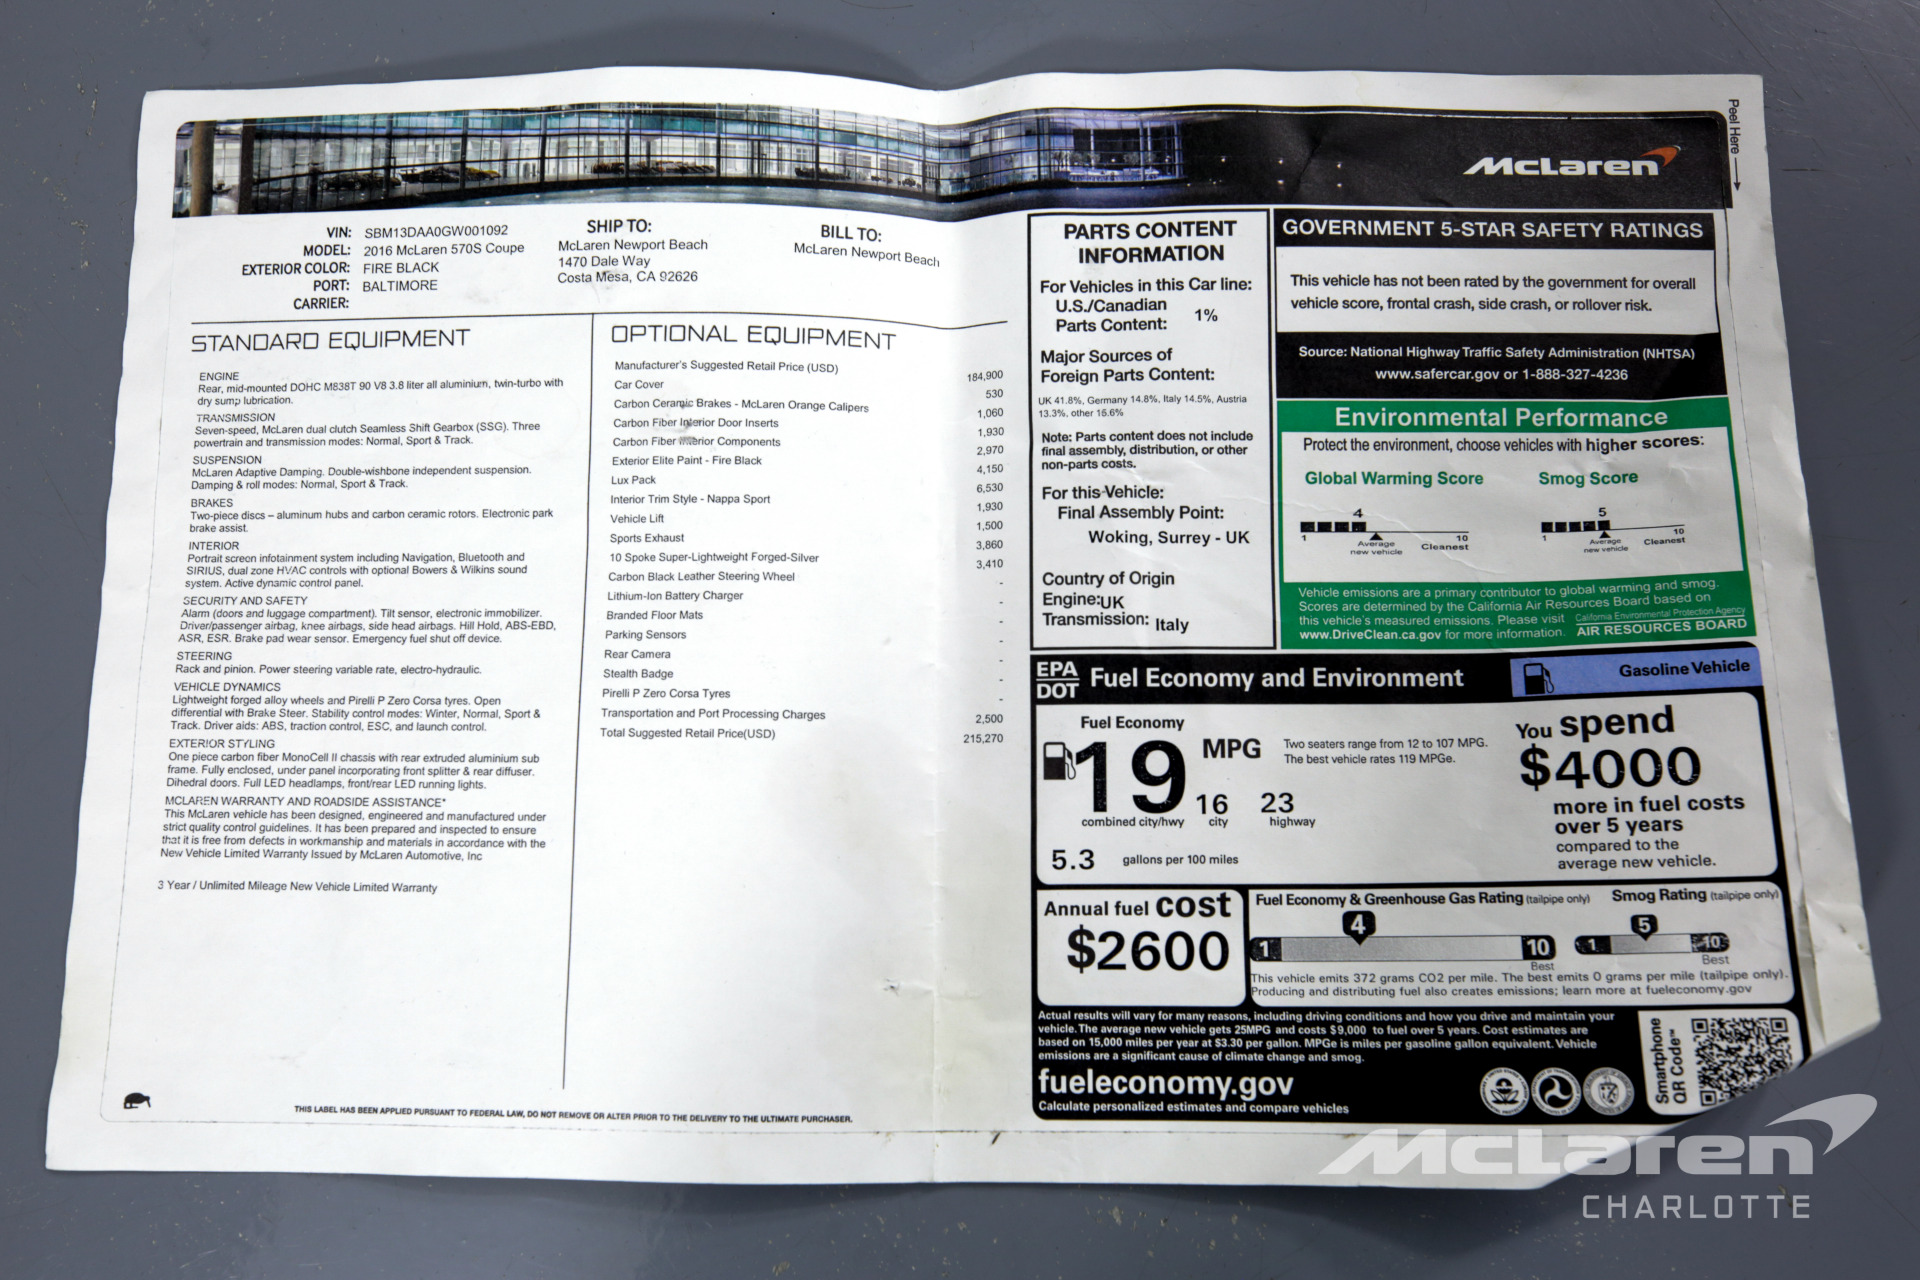 Peel Here
McLaren
VIN: SBM13DAA0GW001092
MODEL: 2016 McLaren 570S Coupe
EXTERIOR COLOR: FIRE BLACK
PORT: BALTIMORE
CARRIER:
SHIP TO:
McLaren Newport Beach
1470 Dale Way
Costa Mesa, CA 92626
BILL TO:
McLaren Newport Beach
STANDARD EQUIPMENT
ENGINE
Rear, mid-mounted DOHC M838T 90 V8 3.8 liter all aluminium, twin-turbo with
dry sump lubrication.
TRANSMISSION
Seven-speed, McLaren dual clutch Seamless Shift Gearbox (SSG). Three
powertrain and transmission modes: Normal, Sport & Track.
SUSPENSION
McLaren Adaptive Damping. Double-wishbone independent suspension.
Damping & roll modes: Normal, Sport & Track.
BRAKES
Two-piece discs – aluminum hubs and carbon ceramic rotors. Electronic park
brake assist.
INTERIOR
Portrait screen infotainment system including Navigation, Bluetooth and
SIRIUS, dual zone HVAC controls with optional Bowers & Wilkins sound
system. Active dynamic control panel.
SECURITY AND SAFETY
Alarm (doors and luggage compartment). Tilt sensor, electronic immobilizer.
Driver/passenger airbag, knee airbags, side head airbags. Hill Hold, ABS-EBD,
ASR, ESR. Brake pad wear sensor. Emergency fuel shut off device.
STEERING
Rack and pinion. Power steering variable rate, electro-hydraulic.
VEHICLE DYNAMICS
Lightweight forged alloy wheels and Pirelli P Zero Corsa tyres. Open
differential with Brake Steer. Stability control modes: Winter, Normal, Sport &
Track. Driver aids: ABS, traction control, ESC, and launch control.
EXTERIOR STYLING
One piece carbon fiber MonoCell II chassis with rear extruded aluminium sub
frame. Fully enclosed, under panel incorporating front splitter & rear diffuser.
Dihedral doors. Full LED headlamps, front/rear LED running lights.
MCLAREN WARRANTY AND ROADSIDE ASSISTANCE*
This McLaren vehicle has been designed, engineered and manufactured under
strict quality control guidelines. It has been prepared and inspected to ensure
that it is free from defects in workmanship and materials in accordance with the
New Vehicle Limited Warranty Issued by McLaren Automotive, Inc
3 Year / Unlimited Mileage New Vehicle Limited Warranty
OPTIONAL EQUIPMENT
Manufacturer's Suggested Retail Price (USD) 184,900
Car Cover 530
Carbon Ceramic Brakes - McLaren Orange Calipers 1,060
Carbon Fiber Interior Door Inserts 1,930
Carbon Fiber Interior Components 2,970
Exterior Elite Paint - Fire Black 4,150
Lux Pack 6,530
Interior Trim Style - Nappa Sport 1,930
Vehicle Lift 1,500
Sports Exhaust 3,860
10 Spoke Super-Lightweight Forged-Silver 3,410
Carbon Black Leather Steering Wheel -
Lithium-Ion Battery Charger -
Branded Floor Mats -
Parking Sensors -
Rear Camera -
Stealth Badge -
Pirelli P Zero Corsa Tyres -
Transportation and Port Processing Charges 2,500
Total Suggested Retail Price(USD) 215,270
THIS LABEL HAS BEEN APPLIED PURSUANT TO FEDERAL LAW, DO NOT REMOVE OR ALTER PRIOR TO THE DELIVERY TO THE ULTIMATE PURCHASER.
PARTS CONTENT
INFORMATION
For Vehicles in this Car line:
U.S./Canadian
Parts Content: 1%
Major Sources of
Foreign Parts Content:
UK 41.8%, Germany 14.8%, Italy 14.5%, Austria
13.3%, other 15.6%
Note: Parts content does not include
final assembly, distribution, or other
non-parts costs.
For this Vehicle:
Final Assembly Point:
Woking, Surrey - UK
Country of Origin
Engine:UK
Transmission: Italy
GOVERNMENT 5-STAR SAFETY RATINGS
This vehicle has not been rated by the government for overall
vehicle score, frontal crash, side crash, or rollover risk.
Source: National Highway Traffic Safety Administration (NHTSA)
www.safercar.gov or 1-888-327-4236
Environmental Performance
Protect the environment, choose vehicles with higher scores:
Global Warming Score
4
1 10
Average
new vehicle
Cleanest
Smog Score
5
1 10
Average
new vehicle
Cleanest
Vehicle emissions are a primary contributor to global warming and smog.
Scores are determined by the California Air Resources Board based on
this vehicle's measured emissions. Please visit
www.DriveClean.ca.gov for more information.
California Environmental Protection Agency
AIR RESOURCES BOARD
EPA
DOT
Fuel Economy and Environment
Gasoline Vehicle
Fuel Economy
19 MPG
combined city/hwy
16
city
23
highway
5.3 gallons per 100 miles
Two seaters range from 12 to 107 MPG.
The best vehicle rates 119 MPGe.
You spend
$4000
more in fuel costs
over 5 years
compared to the
average new vehicle.
Annual fuel cost
$2600
Fuel Economy & Greenhouse Gas Rating (tailpipe only)
4
1 10
Best
Smog Rating (tailpipe only)
5
1 10
Best
This vehicle emits 372 grams CO2 per mile. The best emits 0 grams per mile (tailpipe only).
Producing and distributing fuel also creates emissions; learn more at fueleconomy.gov
Actual results will vary for many reasons, including driving conditions and how you drive and maintain your
vehicle. The average new vehicle gets 25MPG and costs $9,000 to fuel over 5 years. Cost estimates are
based on 15,000 miles per year at $3.30 per gallon. MPGe is miles per gasoline gallon equivalent. Vehicle
emissions are a significant cause of climate change and smog.
fueleconomy.gov
Calculate personalized estimates and compare vehicles
Smartphone
QR Code™
McLaren
CHARLOTTE